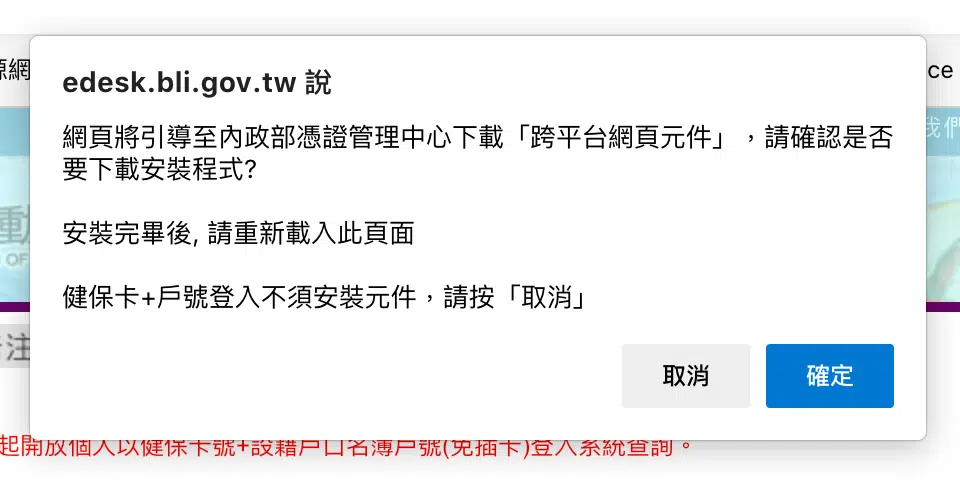 源網
ce
edesk.bli.gov.tw 說
我們
網頁將引導至內政部憑證管理中心下載「跨平台網頁元件」，請確認是否
要下載安裝程式?
動
OF
安裝完畢後, 請重新載入此頁面
健保卡+戶號登入不須安裝元件，請按「取消」
注
取消
確定
起開放個人以健保卡號+設籍戶口名簿戶號(免插卡)登入系統查詢。